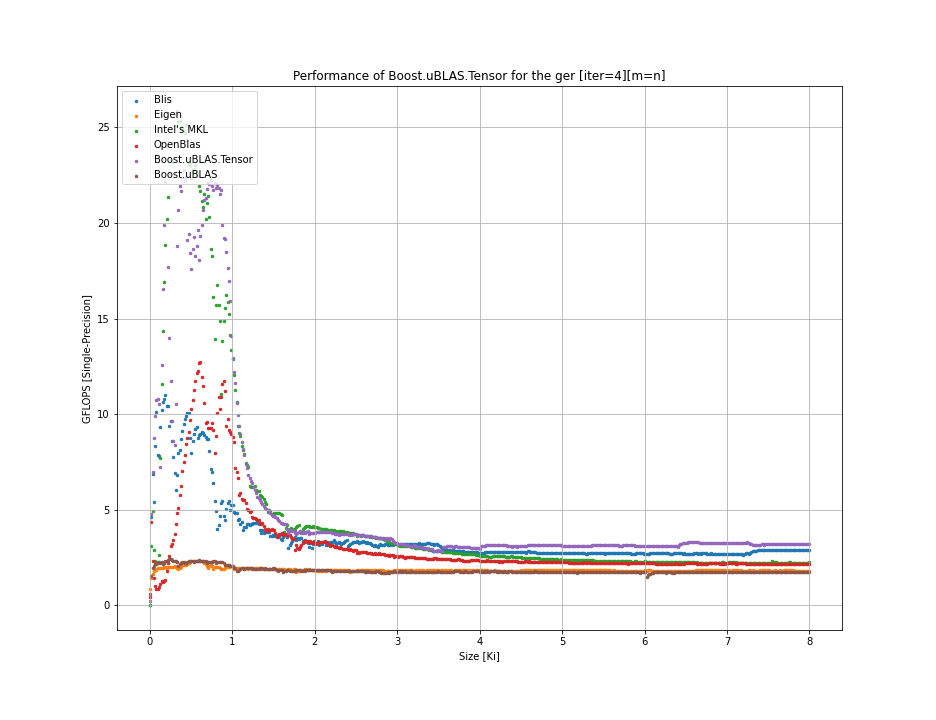 Performance of Boost.uBLAS.Tensor for the ger [iter=4][m=n]
Blis
Eigen
Intel's MKL
OpenBlas
Boost.uBLAS.Tensor
Boost.uBLAS
GFLOPS [Single-Precision]
25
20
15
10
5
0
0 1 2 3 4 5 6 7 8
Size [Ki]